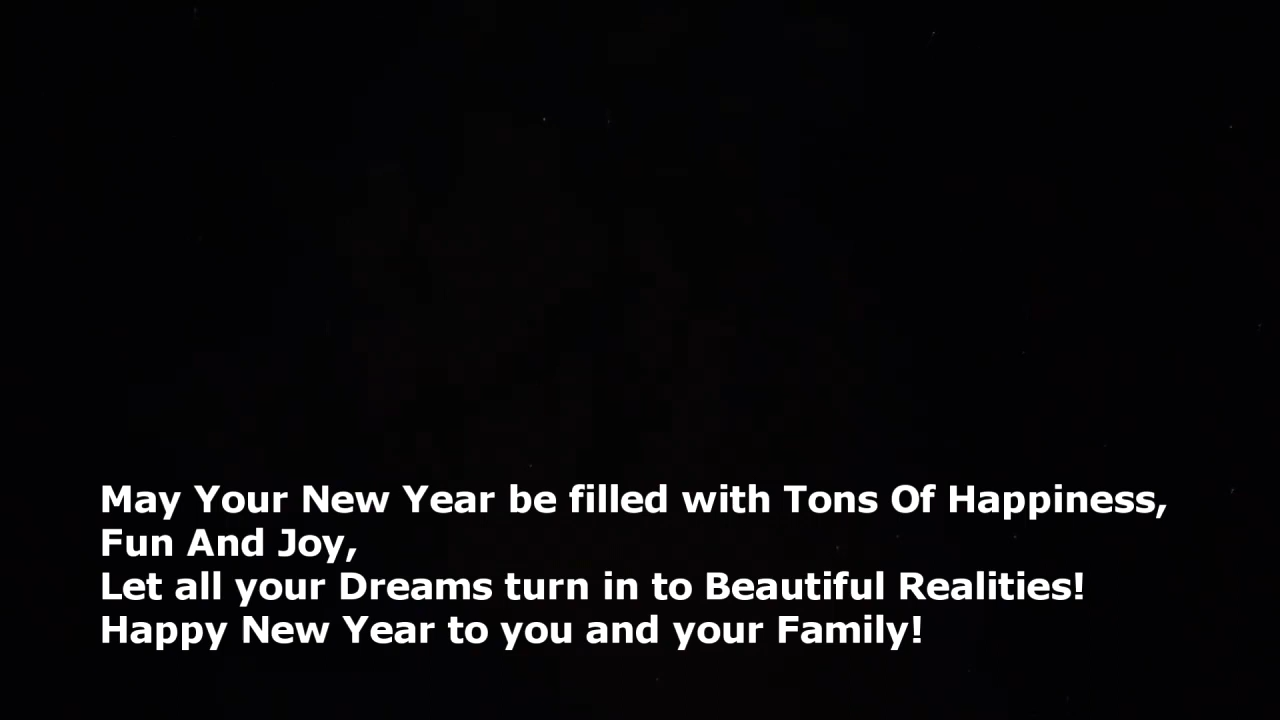 May Your New Year be filled with Tons Of Happiness,
Fun And Joy,
Let all your Dreams turn in to Beautiful Realities!
Happy New Year to you and your Family!